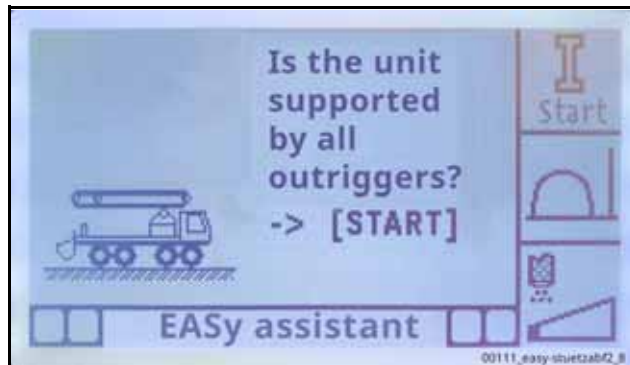 Is the unit
supported
by all
outriggers?
-> [START]
Start
EASy assistant
00111_easy-stuetzabf2_8